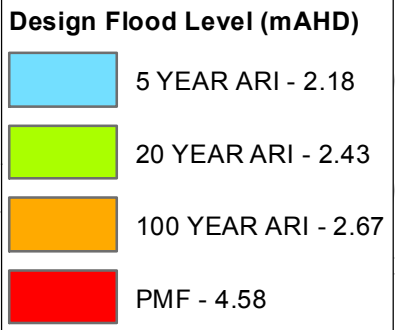 Design Flood Level (mAHD)
5 YEAR ARI - 2.18
20 YEAR ARI - 2.43
100 YEAR ARI - 2.67
PMF - 4.58